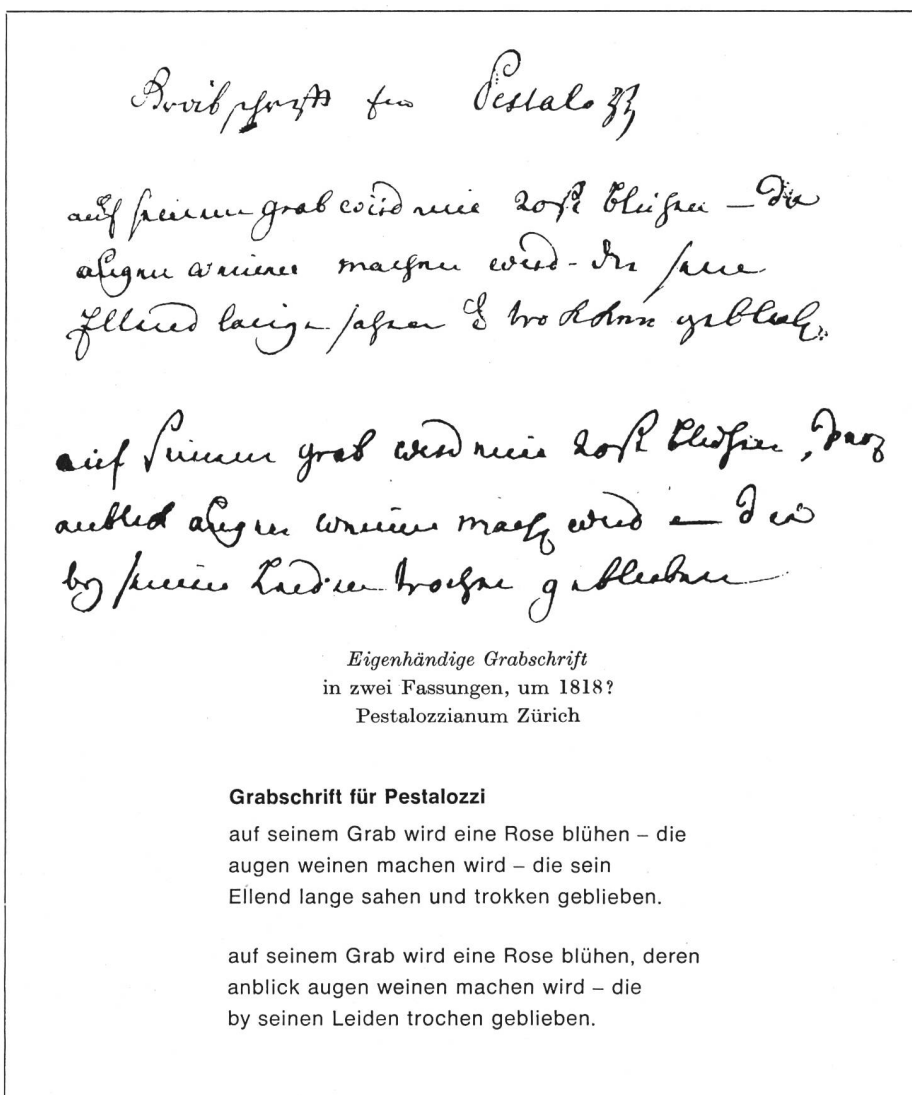 Grabschrift für Pestalozzi
auf seinem grab wird eine rose blühen – die
augen weinen machen wird – die sein
Ellend lange sahen & trokken geblieben.
auf seinem grab wird eine rose blühen, deren
anblick augen weinen machen wird – die
by seinen Leiden trochen geblieben
Eigenhändige Grabschrift
in zwei Fassungen, um 1818?
Pestalozzianum Zürich
Grabschrift für Pestalozzi
auf seinem Grab wird eine Rose blühen – die
augen weinen machen wird – die sein
Ellend lange sahen und trokken geblieben.
auf seinem Grab wird eine Rose blühen, deren
anblick augen weinen machen wird – die
by seinen Leiden trochen geblieben.